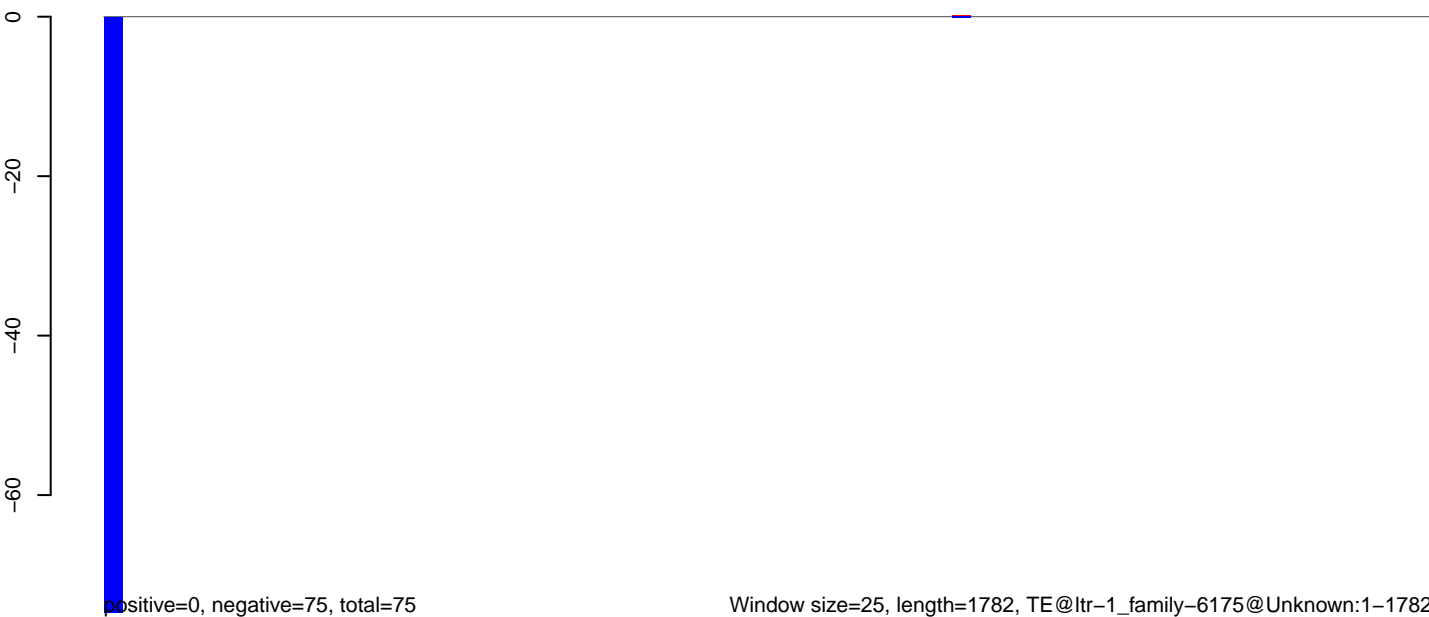 0
−20
−40
−60
positive=0, negative=75, total=75
Window size=25, length=1782, TE@ltr−1_family−6175@Unknown:1−1782